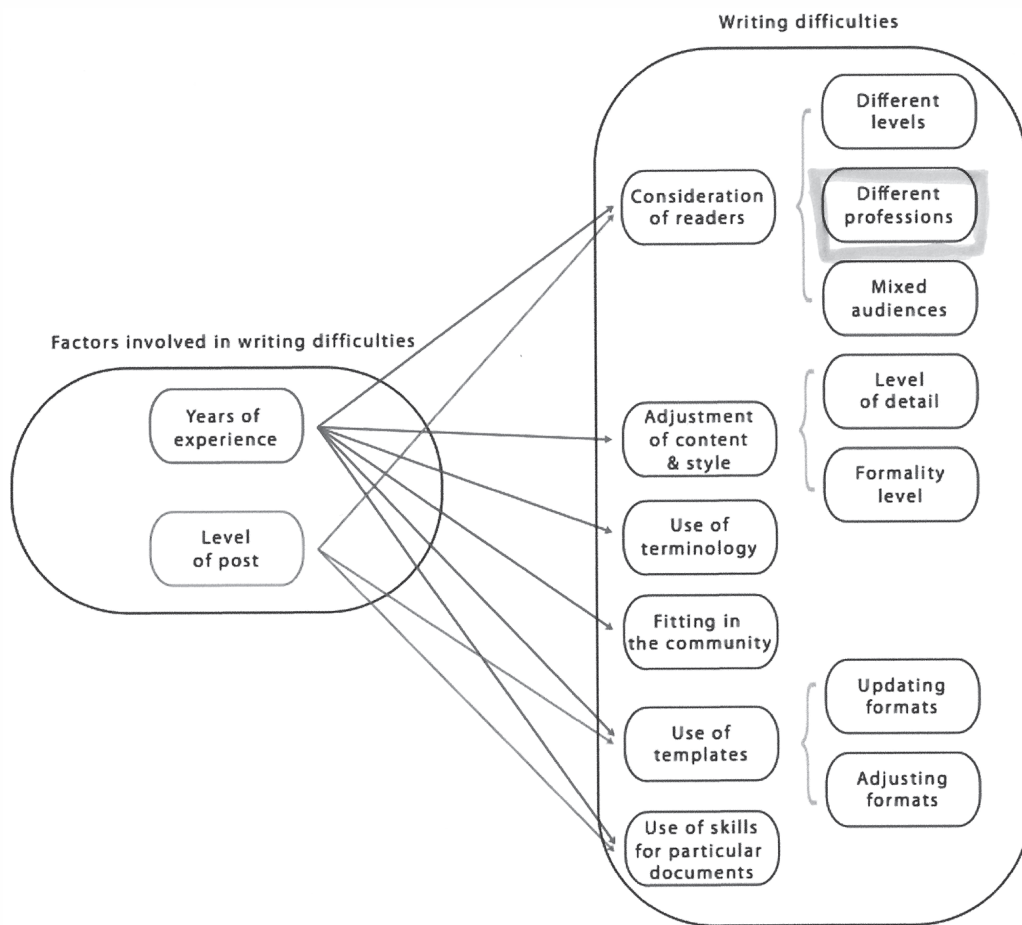 Writing difficulties
Different
levels
Consideration
of readers
Different
professions
Mixed
audiences
Factors involved in writing difficulties
Years of
experience
Level
of post
Adjustment
of content
& style
Level
of detail
Formality
level
Use of
terminology
Fitting in
the community
Use of
templates
Updating
formats
Adjusting
formats
Use of skills
for particular
documents